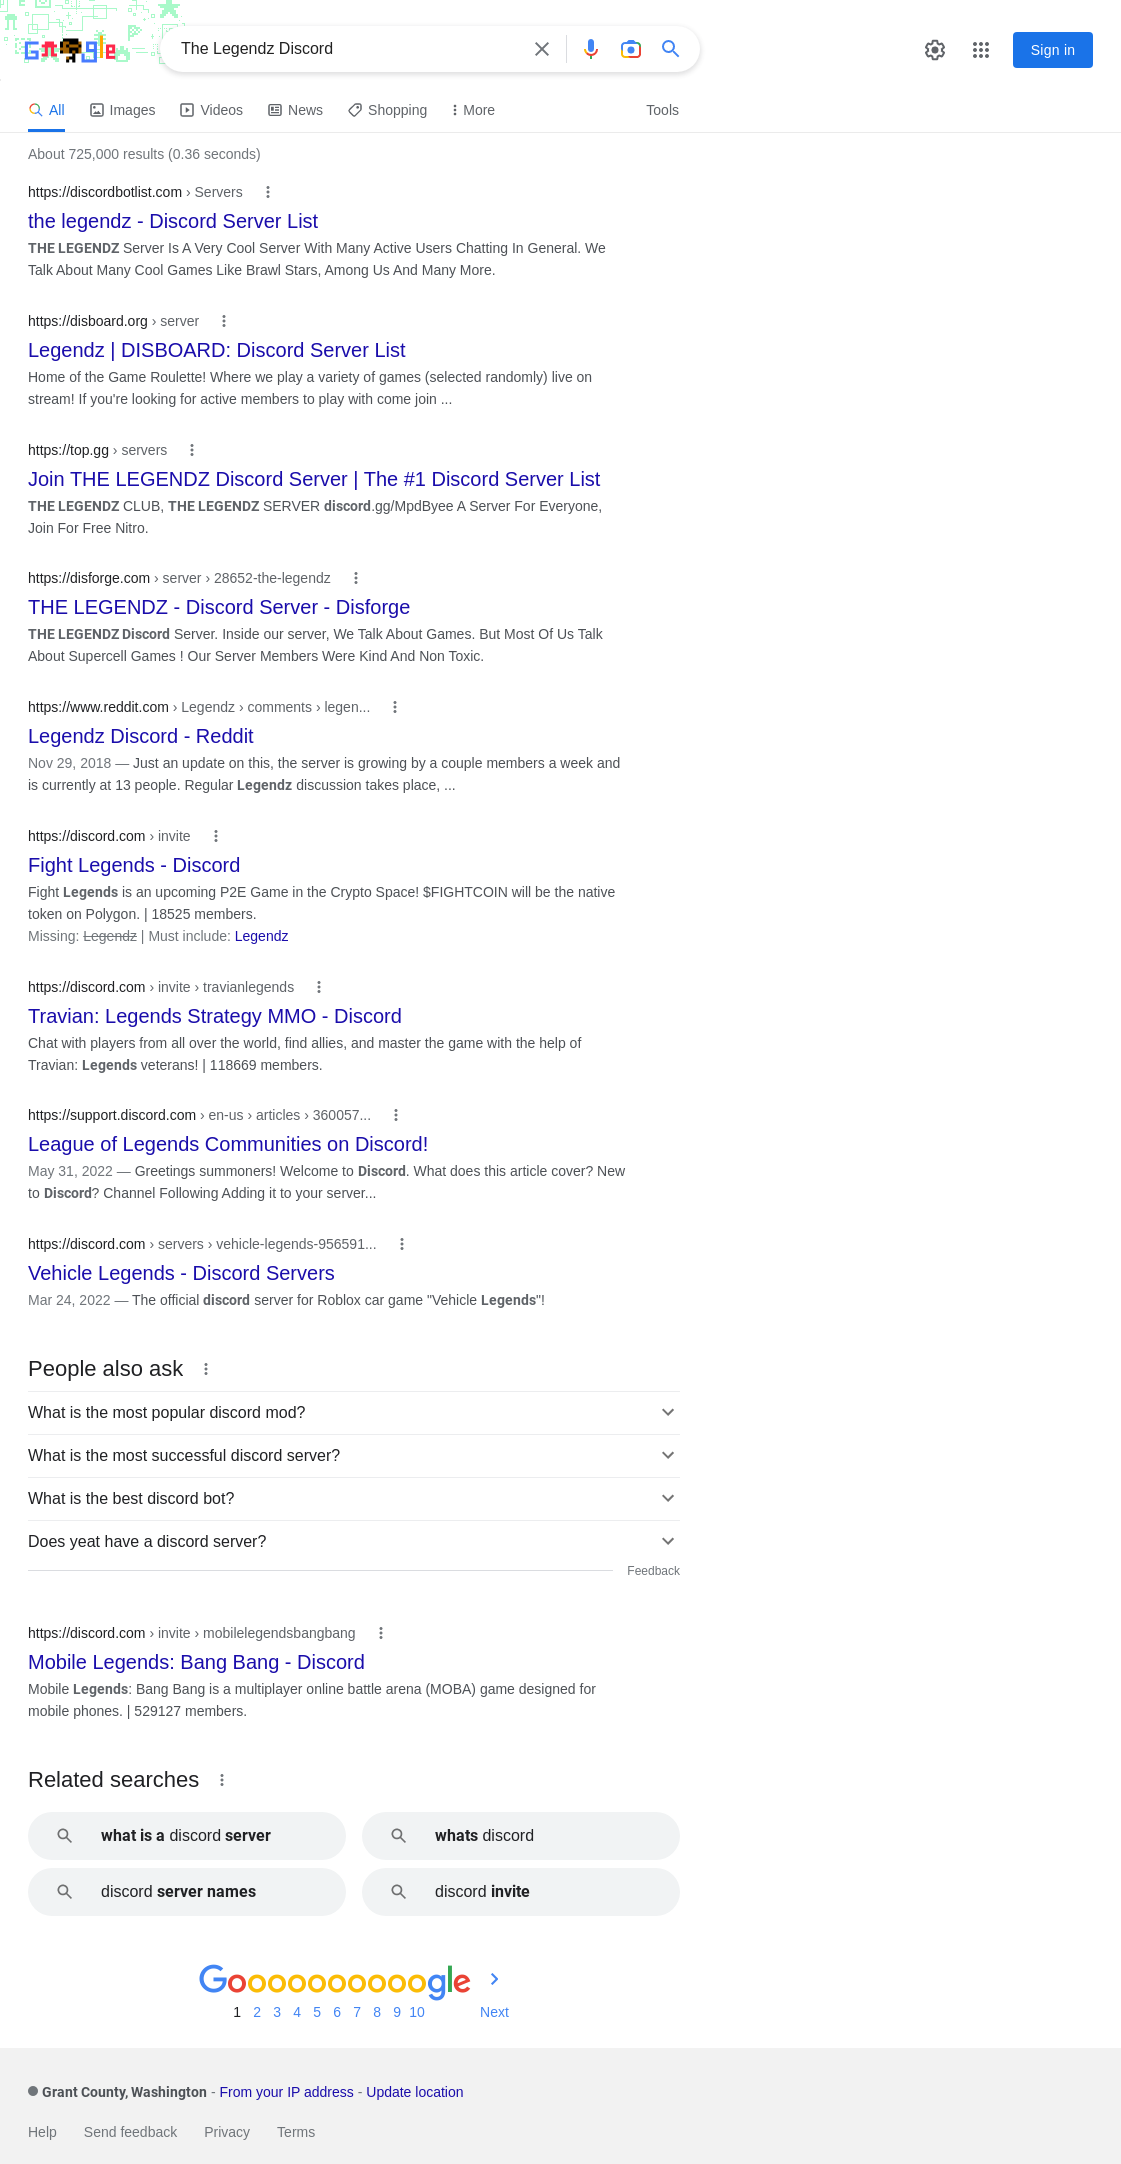 The Legendz Discord
Sign in
All Images Videos News Shopping More Tools
About 725,000 results (0.36 seconds)
https://discordbotlist.com › Servers
the legendz - Discord Server List
THE LEGENDZ Server Is A Very Cool Server With Many Active Users Chatting In General. We
Talk About Many Cool Games Like Brawl Stars, Among Us And Many More.
https://disboard.org › server
Legendz | DISBOARD: Discord Server List
Home of the Game Roulette! Where we play a variety of games (selected randomly) live on
stream! If you're looking for active members to play with come join ...
https://top.gg › servers
Join THE LEGENDZ Discord Server | The #1 Discord Server List
THE LEGENDZ CLUB, THE LEGENDZ SERVER discord.gg/MpdByee A Server For Everyone,
Join For Free Nitro.
https://disforge.com › server › 28652-the-legendz
THE LEGENDZ - Discord Server - Disforge
THE LEGENDZ Discord Server. Inside our server, We Talk About Games. But Most Of Us Talk
About Supercell Games ! Our Server Members Were Kind And Non Toxic.
https://www.reddit.com › Legendz › comments › legen...
Legendz Discord - Reddit
Nov 29, 2018 — Just an update on this, the server is growing by a couple members a week and
is currently at 13 people. Regular Legendz discussion takes place, ...
https://discord.com › invite
Fight Legends - Discord
Fight Legends is an upcoming P2E Game in the Crypto Space! $FIGHTCOIN will be the native
token on Polygon. | 18525 members.
Missing: Legendz | Must include: Legendz
https://discord.com › invite › travianlegends
Travian: Legends Strategy MMO - Discord
Chat with players from all over the world, find allies, and master the game with the help of
Travian: Legends veterans! | 118669 members.
https://support.discord.com › en-us › articles › 360057...
League of Legends Communities on Discord!
May 31, 2022 — Greetings summoners! Welcome to Discord. What does this article cover? New
to Discord? Channel Following Adding it to your server...
https://discord.com › servers › vehicle-legends-956591...
Vehicle Legends - Discord Servers
Mar 24, 2022 — The official discord server for Roblox car game "Vehicle Legends"!
People also ask
What is the most popular discord mod?
What is the most successful discord server?
What is the best discord bot?
Does yeat have a discord server?
Feedback
https://discord.com › invite › mobilelegendsbangbang
Mobile Legends: Bang Bang - Discord
Mobile Legends: Bang Bang is a multiplayer online battle arena (MOBA) game designed for
mobile phones. | 529127 members.
Related searches
what is a discord server
whats discord
discord server names
discord invite
Goooooooooogle
1 2 3 4 5 6 7 8 9 10 Next
Grant County, Washington - From your IP address - Update location
Help Send feedback Privacy Terms